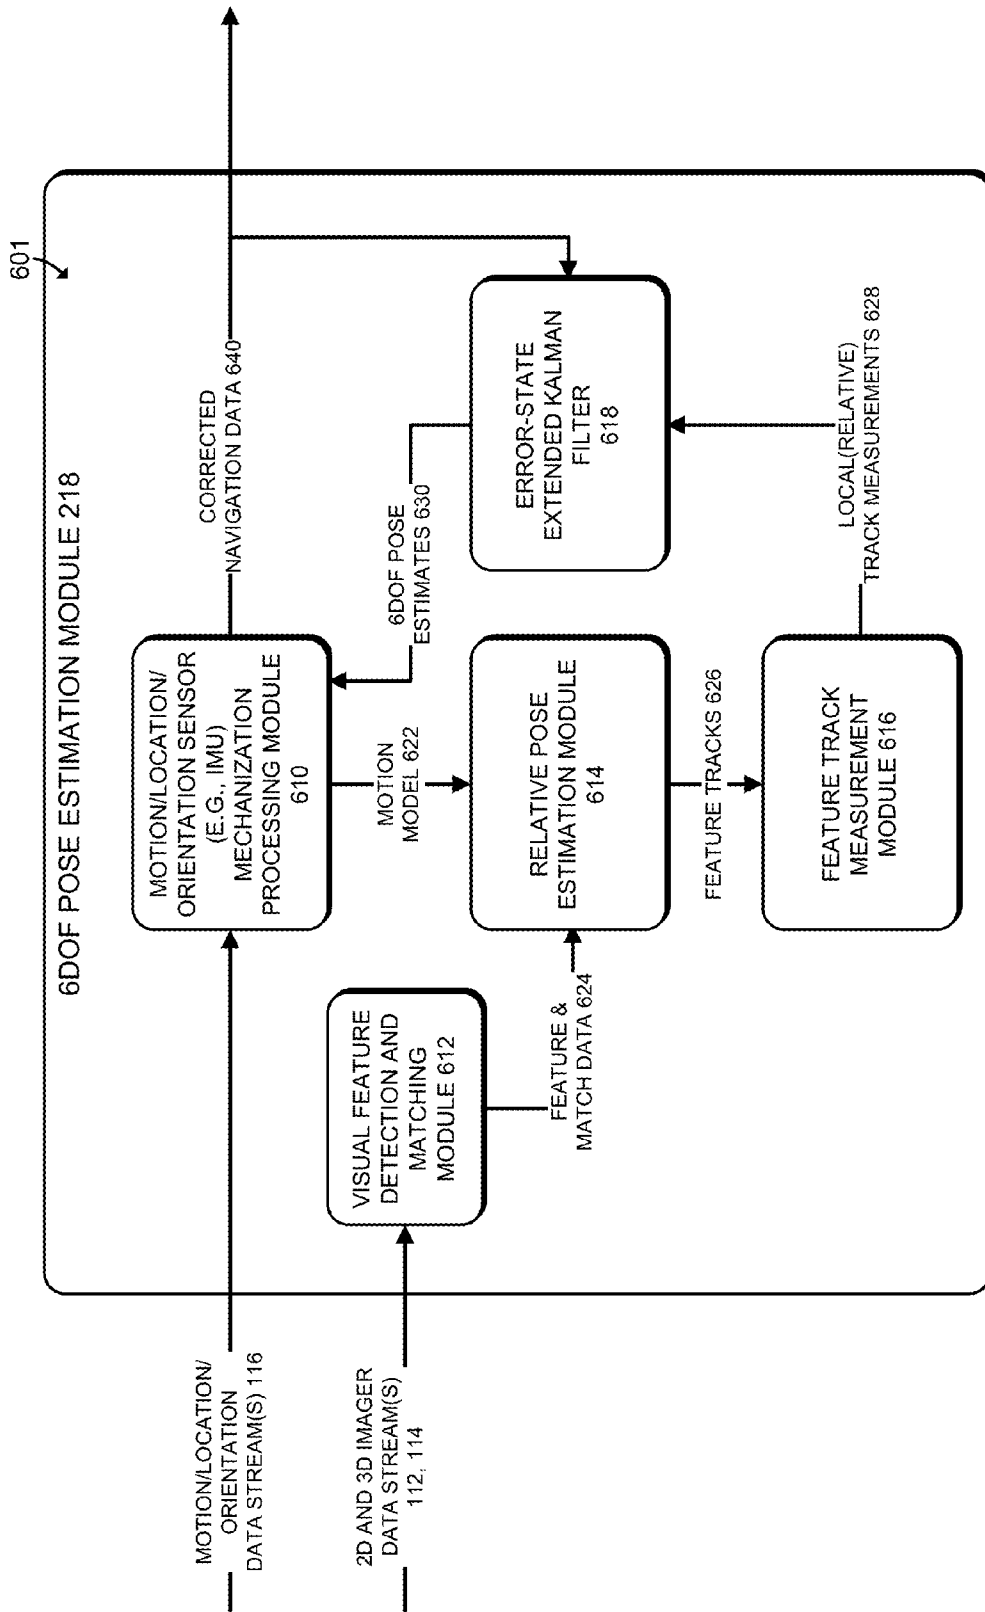 601
6DOF POSE ESTIMATION MODULE 218
MOTION/LOCATION/
ORIENTATION
DATA STREAM(S) 116
2D AND 3D IMAGER
DATA STREAM(S)
112, 114
MOTION/LOCATION/
ORIENTATION SENSOR
(E.G., IMU)
MECHANIZATION
PROCESSING MODULE
610
CORRECTED
NAVIGATION DATA 640
VISUAL FEATURE
DETECTION AND
MATCHING
MODULE 612
MOTION
MODEL 622
6DOF POSE
ESTIMATES 630
FEATURE &
MATCH DATA 624
RELATIVE POSE
ESTIMATION MODULE
614
ERROR-STATE
EXTENDED KALMAN
FILTER
618
FEATURE TRACKS 626
FEATURE TRACK
MEASUREMENT
MODULE 616
LOCAL(RELATIVE)
TRACK MEASUREMENTS 628